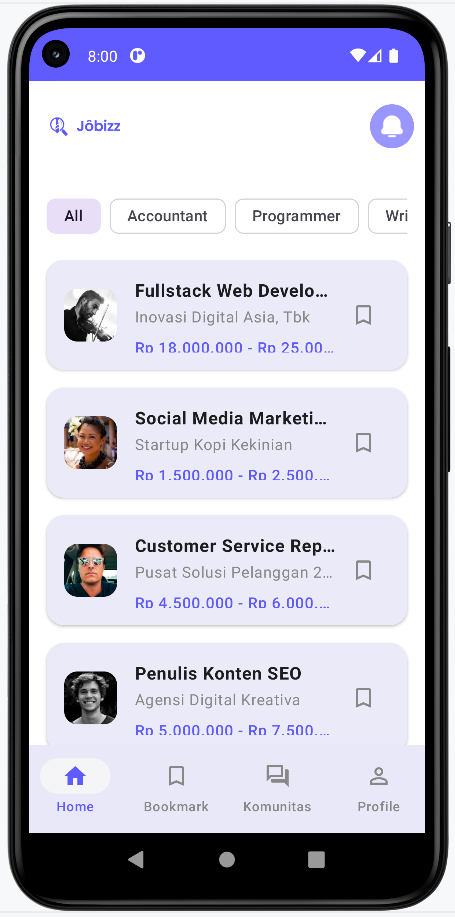 8:00
Jôbizz
All Accountant Programmer Wri
Fullstack Web Develo...
Inovasi Digital Asia, Tbk
Rp 18.000.000 - Rp 25.00...
Social Media Marketi...
Startup Kopi Kekinian
Rp 1.500.000 - Rp 2.500....
Customer Service Rep...
Pusat Solusi Pelanggan 2...
Rp 4.500.000 - Rp 6.000....
Penulis Konten SEO
Agensi Digital Kreativa
Rp 5.000.000 - Rp 7.500....
Home Bookmark Komunitas Profile